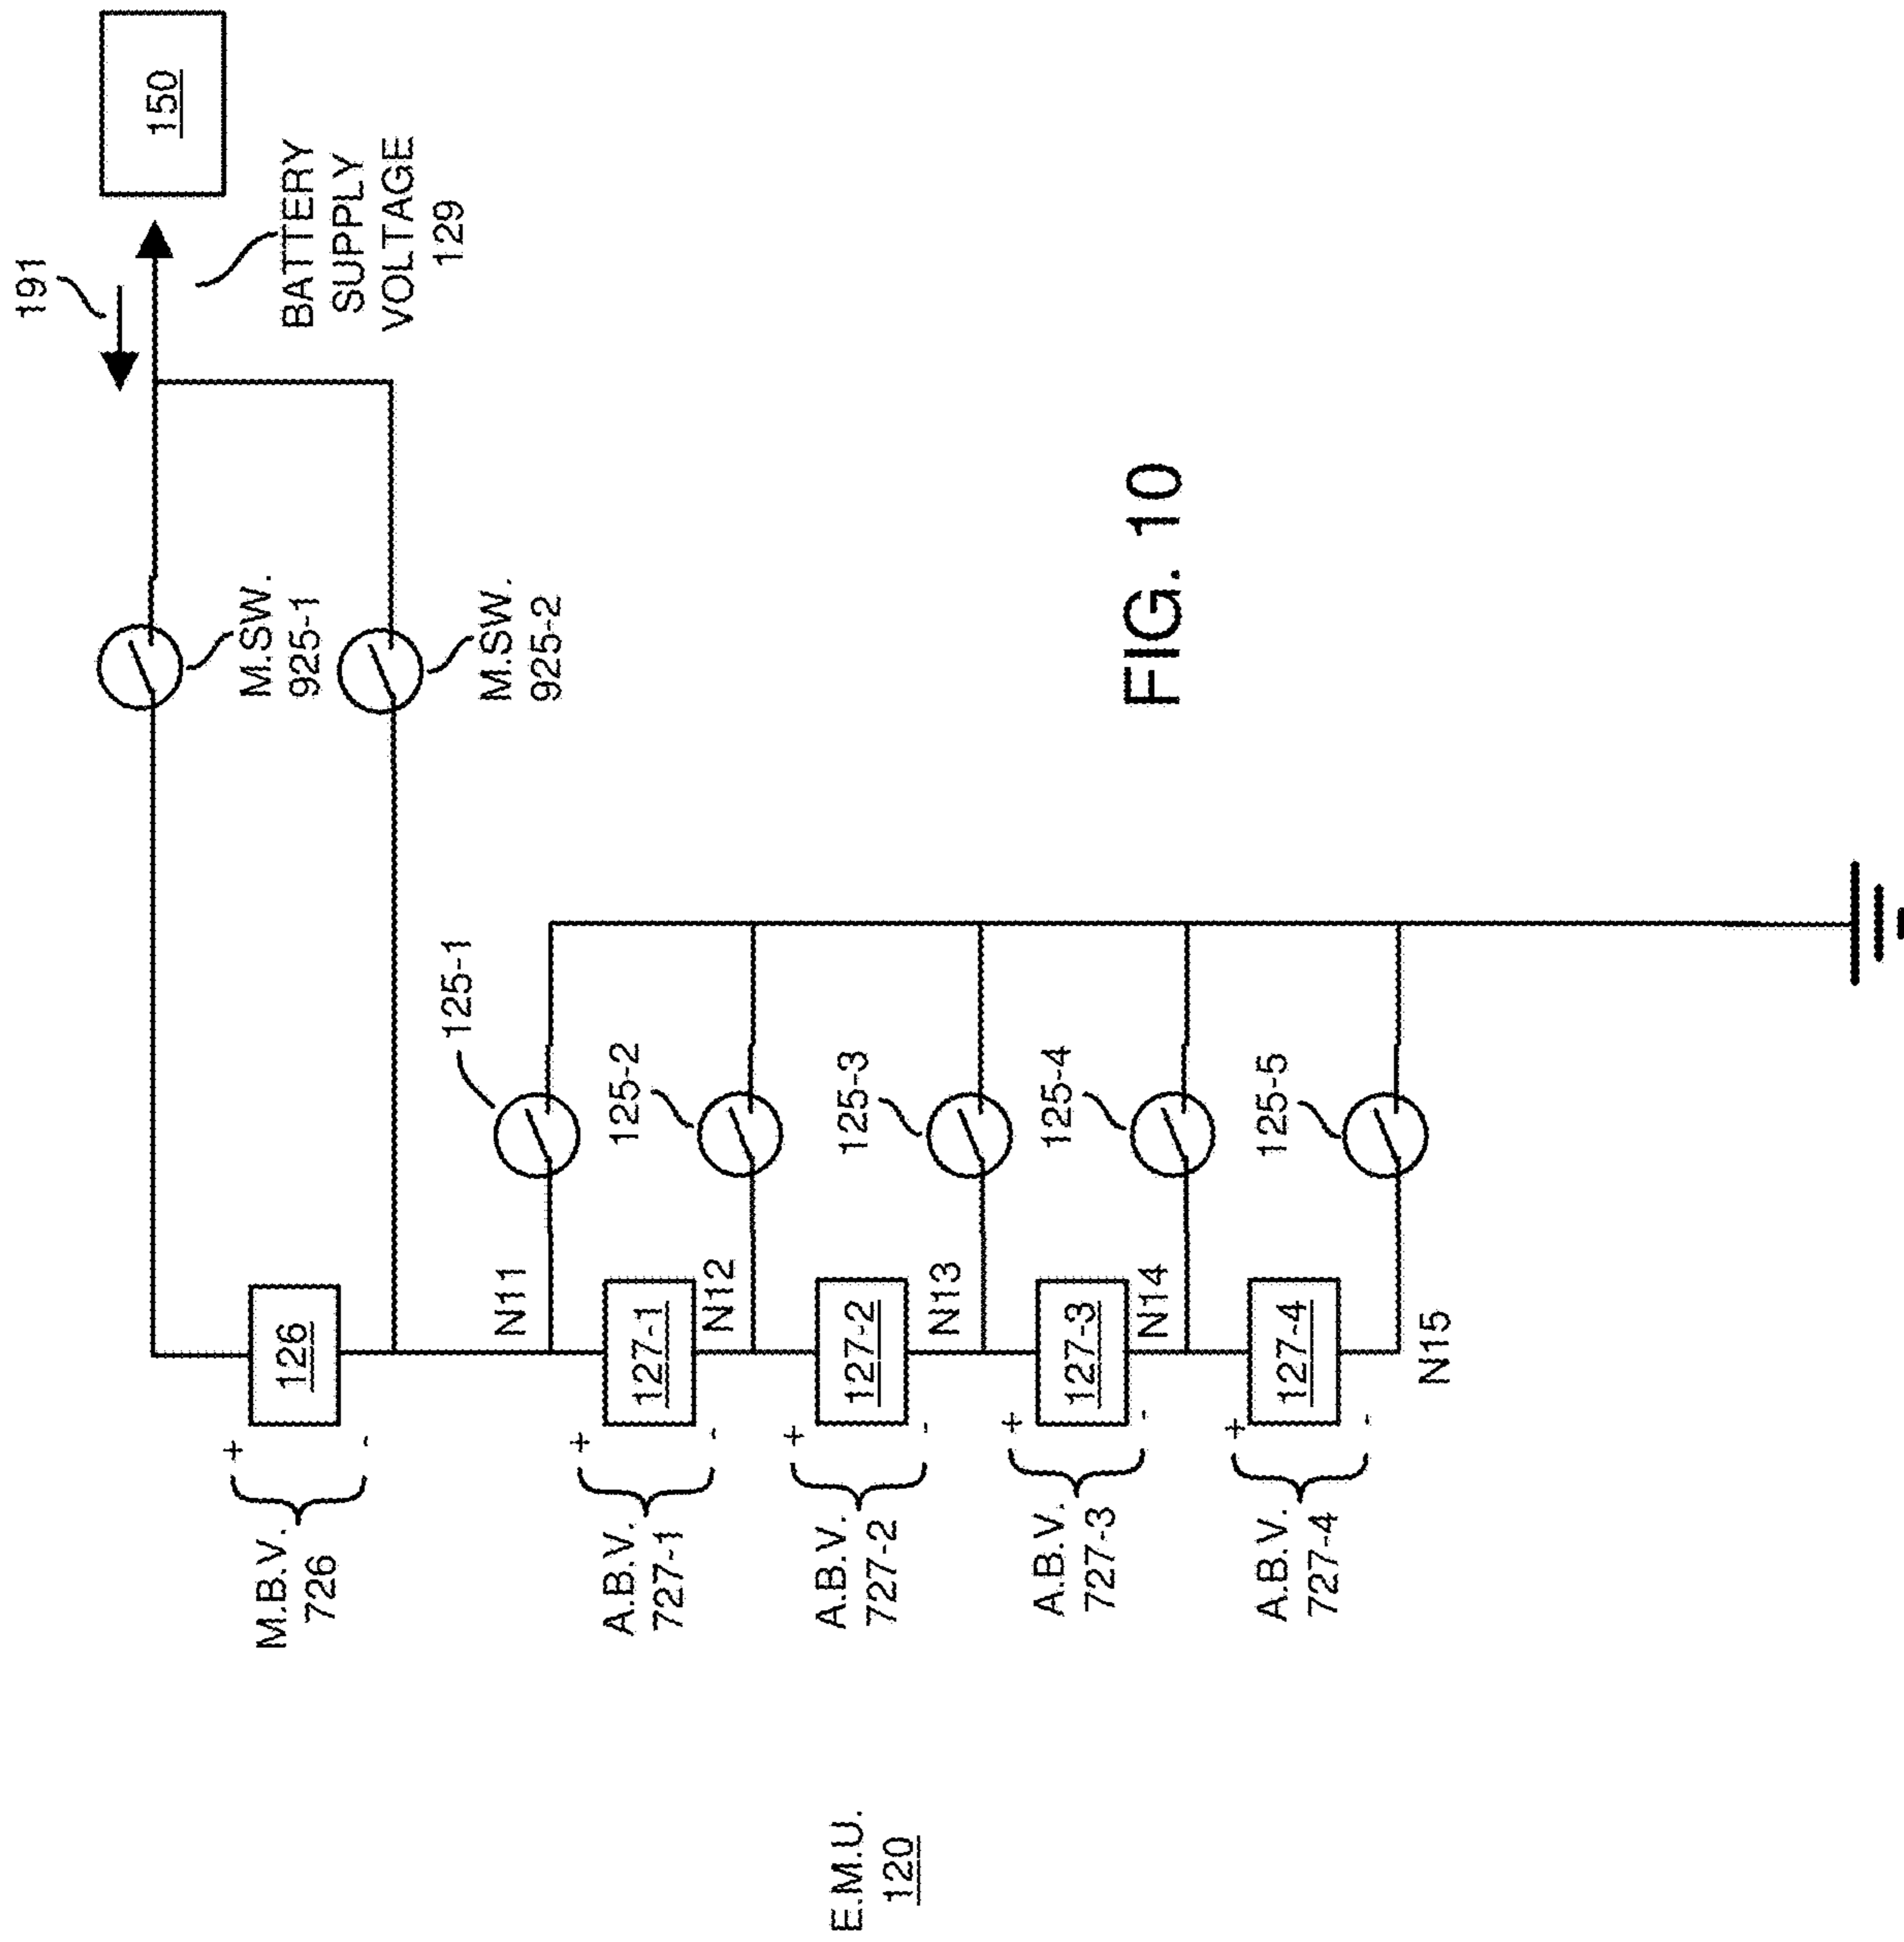 E.M.U.
120
M.B.V.
726
+
-
A.B.V.
727-1
+
-
A.B.V.
727-2
+
-
A.B.V.
727-3
+
-
A.B.V.
727-4
+
-
126
127-1
127-2
127-3
127-4
N11
N12
N13
N14
N15
125-1
125-2
125-3
125-4
125-5
M.SW.
925-1
M.SW.
925-2
191
BATTERY
SUPPLY
VOLTAGE
129
150
FIG. 10